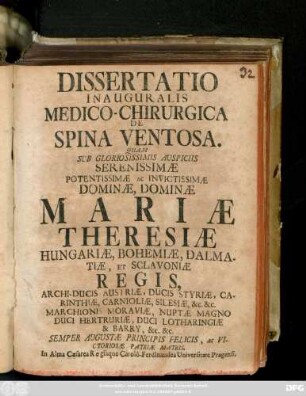 32
DISSERTATIO
INAUGURALIS
MEDICO-CHIRURGICA
DE
SPINA VENTOSA.
QUAM
SUB GLORIOSISSIMIS AUSPICIIS
SERENISSIMÆ
POTENTISSIMÆ ac INVICTISSIMÆ
DOMINÆ, DOMINÆ
MARIÆ
THERESIÆ
HUNGARIÆ, BOHEMIÆ, DALMA-
TIÆ, ET SCLAVONIÆ
REGIS,
ARCHI-DUCIS AUSTRIÆ, DUCIS STYRIÆ, CA-
RINTHIÆ, CARNIOLIÆ, SILESIÆ, &c. &c.
MARCHIONIS MORAVIÆ, NUPTÆ MAGNO
DUCI HERTRURIÆ, DUCI LOTHARINGIÆ
& BARRY, &c. &c.
SEMPER AUGUSTÆ PRINCIPIS FELICIS, ac VI-
CTORIOSÆ PATRIÆ MATRIS.
In Alma Cæsarea Regiaque Carolo-Ferdinandea Universitate Pragensi.